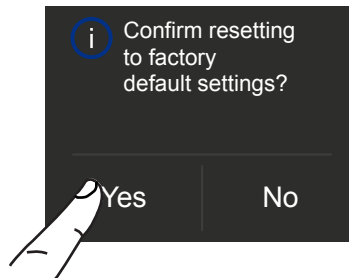 i
Confirm resetting
to factory
default settings?
Yes
No